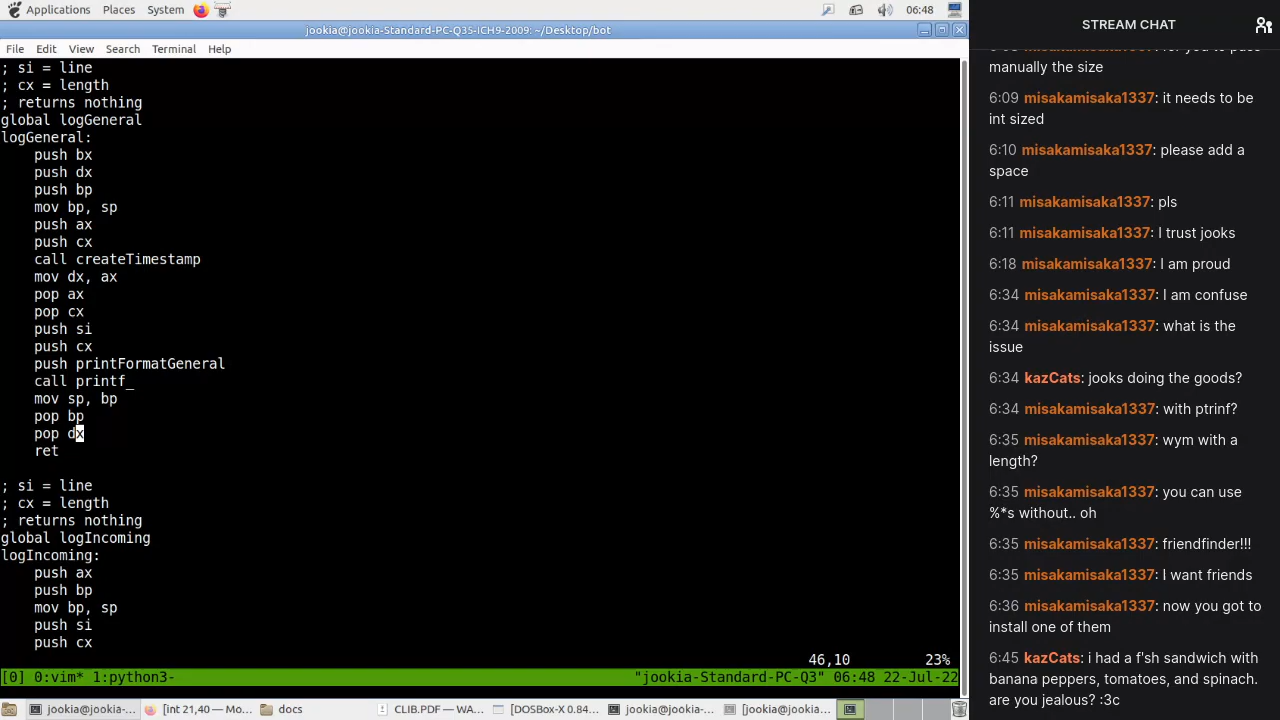 Applications Places System 06:48
jookia@jookia-Standard-PC-Q35-ICH9-2009: ~/Desktop/bot
File Edit View Search Terminal Help
; si = line
; cx = length
; returns nothing
global logGeneral
logGeneral:
push bx
push dx
push bp
mov bp, sp
push ax
push cx
call createTimestamp
mov dx, ax
pop ax
pop cx
push si
push cx
push printFormatGeneral
call printf_
mov sp, bp
pop bp
pop dx
ret
; si = line
; cx = length
; returns nothing
global logIncoming
logIncoming:
push ax
push bp
mov bp, sp
push si
push cx
46,10 23%
[0] 0:vim* 1:python3- "jookia-Standard-PC-Q3" 06:48 22-Jul-22
jookia@jookia-... [int 21,40 — Mo... docs CLIB.PDF — WA... [DOSBox-X 0.84... jookia@jookia-... [jookia@jookia...
STREAM CHAT
manually the size
6:09 misakamisaka1337: it needs to be
int sized
6:10 misakamisaka1337: please add a
space
6:11 misakamisaka1337: pls
6:11 misakamisaka1337: I trust jooks
6:18 misakamisaka1337: I am proud
6:34 misakamisaka1337: I am confuse
6:34 misakamisaka1337: what is the
issue
6:34 kazCats: jooks doing the goods?
6:34 misakamisaka1337: with ptrinf?
6:35 misakamisaka1337: wym with a
length?
6:35 misakamisaka1337: you can use
%*s without.. oh
6:35 misakamisaka1337: friendfinder!!!
6:35 misakamisaka1337: I want friends
6:36 misakamisaka1337: now you got to
install one of them
6:45 kazCats: i had a f'sh sandwich with
banana peppers, tomatoes, and spinach.
are you jealous? :3c